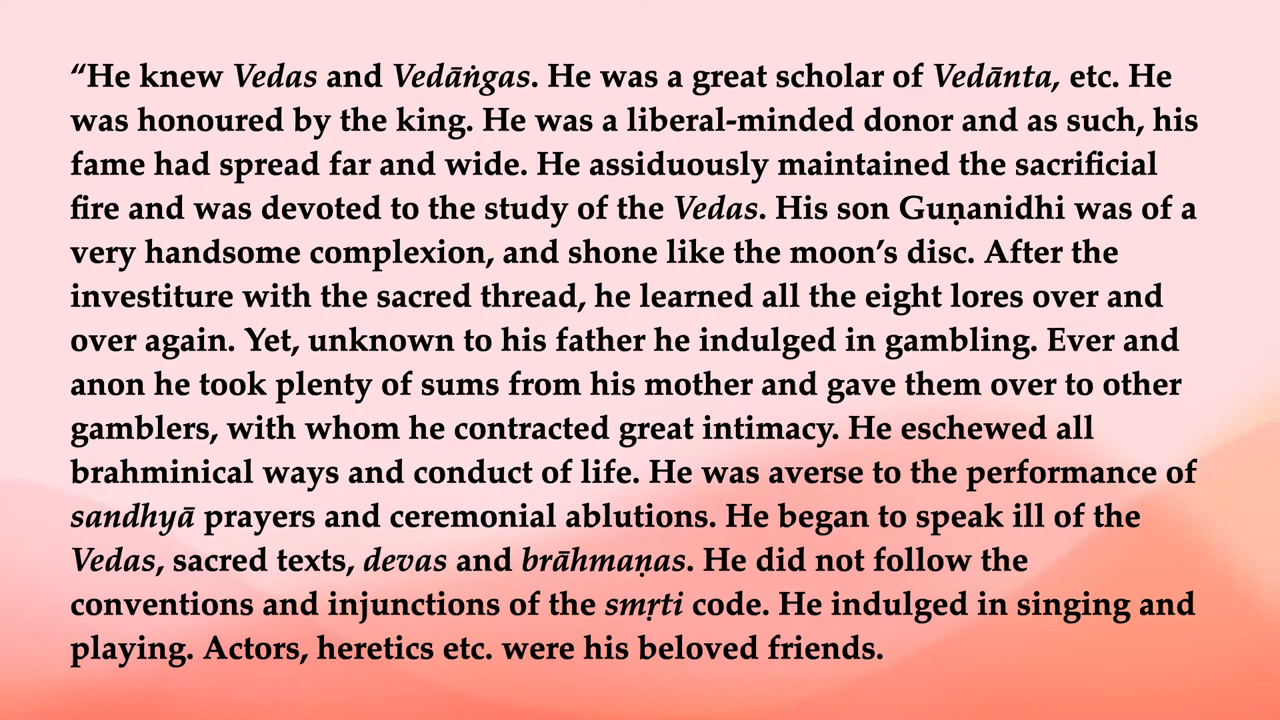 “He knew Vedas and Vedāṅgas. He was a great scholar of Vedānta, etc. He
was honoured by the king. He was a liberal-minded donor and as such, his
fame had spread far and wide. He assiduously maintained the sacrificial
fire and was devoted to the study of the Vedas. His son Guṇanidhi was of a
very handsome complexion, and shone like the moon’s disc. After the
investiture with the sacred thread, he learned all the eight lores over and
over again. Yet, unknown to his father he indulged in gambling. Ever and
anon he took plenty of sums from his mother and gave them over to other
gamblers, with whom he contracted great intimacy. He eschewed all
brahminical ways and conduct of life. He was averse to the performance of
sandhyā prayers and ceremonial ablutions. He began to speak ill of the
Vedas, sacred texts, devas and brāhmaṇas. He did not follow the
conventions and injunctions of the smṛti code. He indulged in singing and
playing. Actors, heretics etc. were his beloved friends.